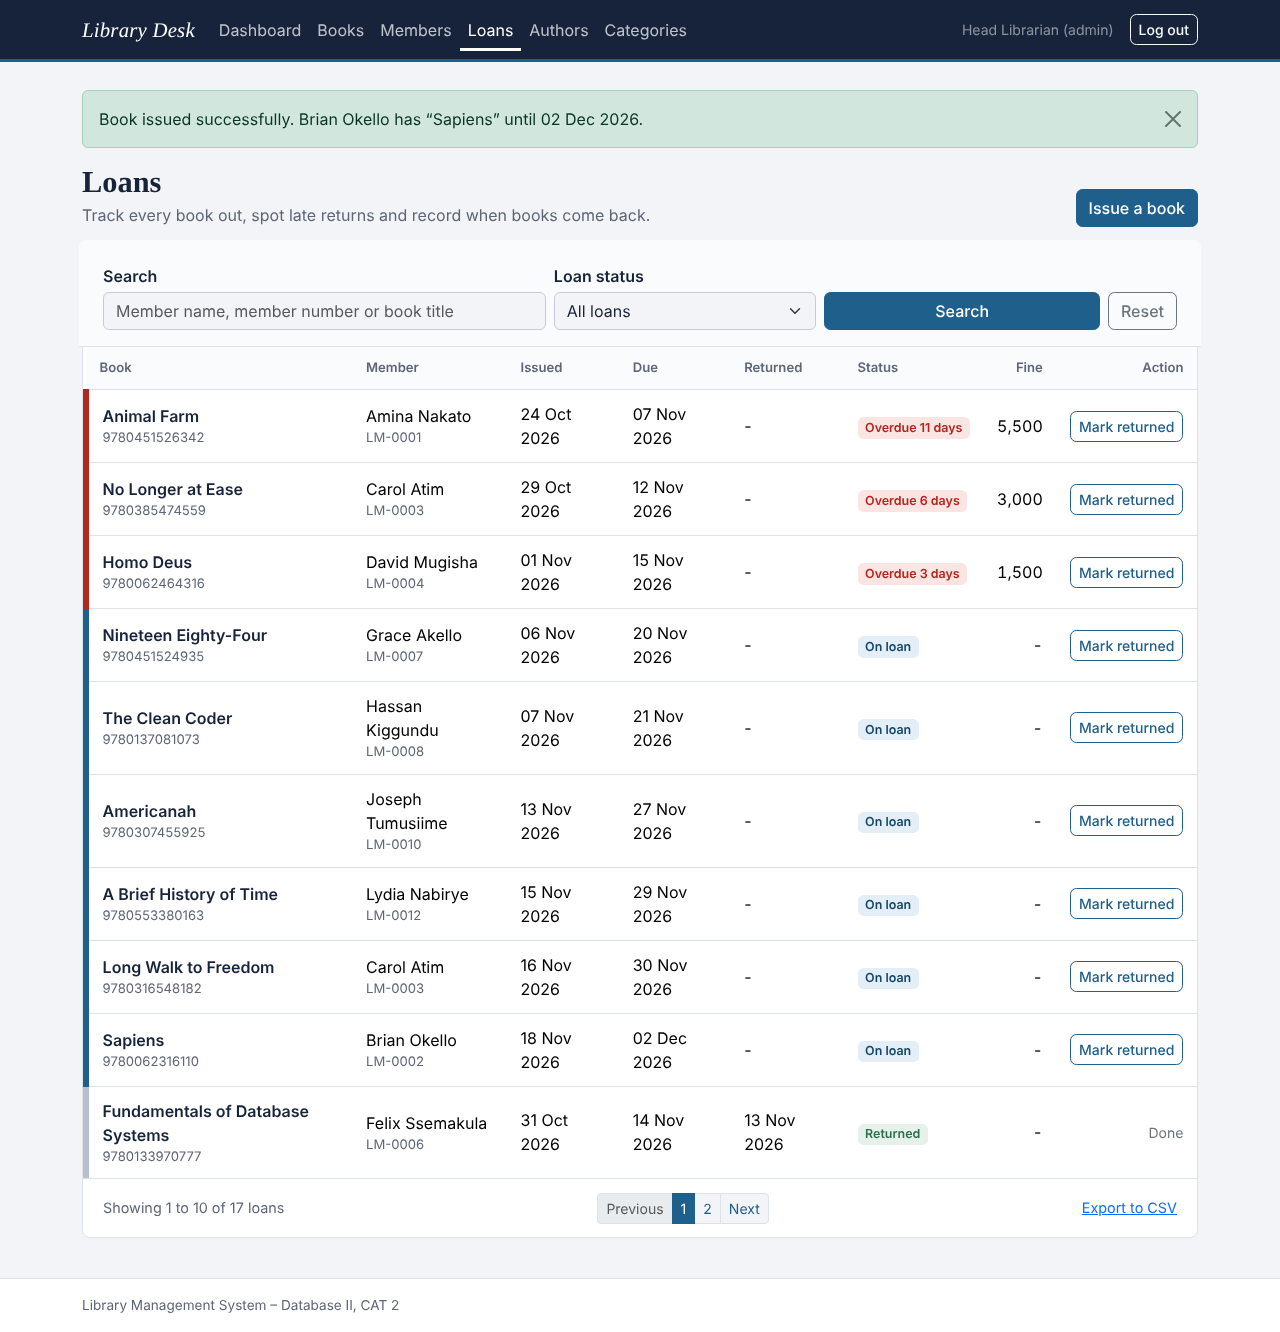 Library Desk Dashboard Books Members Loans Authors Categories Head Librarian (admin) Log out
Book issued successfully. Brian Okello has “Sapiens” until 02 Dec 2026.
Loans
Track every book out, spot late returns and record when books come back.
Issue a book
Search Loan status
Member name, member number or book title All loans Search Reset
Book Member Issued Due Returned Status Fine Action
Animal Farm
9780451526342
Amina Nakato
LM-0001
24 Oct
2026
07 Nov
2026
-
Overdue 11 days
5,500
Mark returned
No Longer at Ease
9780385474559
Carol Atim
LM-0003
29 Oct
2026
12 Nov
2026
-
Overdue 6 days
3,000
Mark returned
Homo Deus
9780062464316
David Mugisha
LM-0004
01 Nov
2026
15 Nov
2026
-
Overdue 3 days
1,500
Mark returned
Nineteen Eighty-Four
9780451524935
Grace Akello
LM-0007
06 Nov
2026
20 Nov
2026
-
On loan
-
Mark returned
The Clean Coder
9780137081073
Hassan
Kiggundu
LM-0008
07 Nov
2026
21 Nov
2026
-
On loan
-
Mark returned
Americanah
9780307455925
Joseph
Tumusiime
LM-0010
13 Nov
2026
27 Nov
2026
-
On loan
-
Mark returned
A Brief History of Time
9780553380163
Lydia Nabirye
LM-0012
15 Nov
2026
29 Nov
2026
-
On loan
-
Mark returned
Long Walk to Freedom
9780316548182
Carol Atim
LM-0003
16 Nov
2026
30 Nov
2026
-
On loan
-
Mark returned
Sapiens
9780062316110
Brian Okello
LM-0002
18 Nov
2026
02 Dec
2026
-
On loan
-
Mark returned
Fundamentals of Database
Systems
9780133970777
Felix Ssemakula
LM-0006
31 Oct
2026
14 Nov
2026
13 Nov
2026
Returned
-
Done
Showing 1 to 10 of 17 loans Previous 1 2 Next Export to CSV
Library Management System – Database II, CAT 2